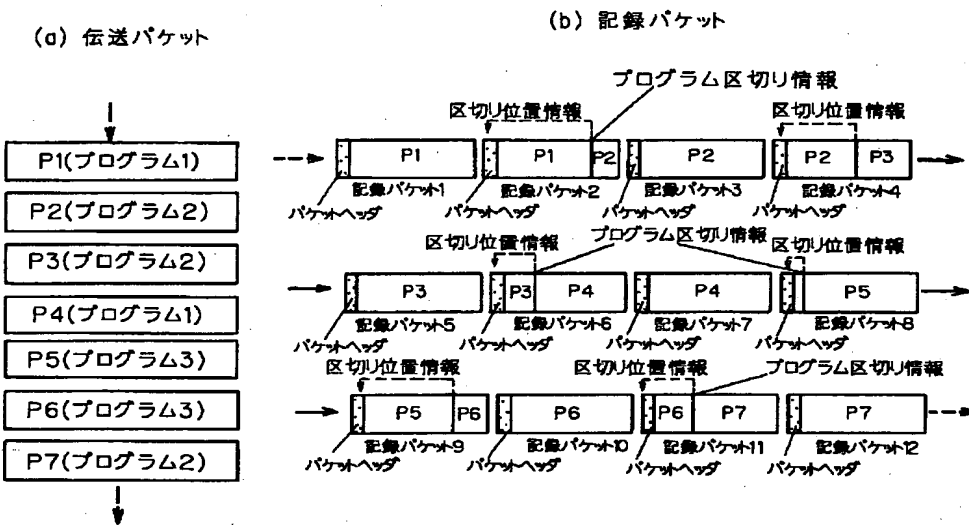 (a) 伝送パケット
P1(プログラム1)
P2(プログラム2)
P3(プログラム2)
P4(プログラム1)
P5(プログラム3)
P6(プログラム3)
P7(プログラム2)
(b) 記録パケット
プログラム区切り情報
区切り位置情報 区切り位置情報
P1 P1 P2 P2 P2 P3
記録パケット1 記録パケット2 記録パケット3 記録パケット4
パケットヘッダ パケットヘッダ パケットヘッダ パケットヘッダ
区切り位置情報 プログラム区切り情報 区切り位置情報
P3 P3 P4 P4 P5
記録パケット5 記録パケット6 記録パケット7 記録パケット8
パケットヘッダ パケットヘッダ パケットヘッダ パケットヘッダ
区切り位置情報 区切り位置情報 プログラム区切り情報
P5 P6 P6 P6 P7 P7
記録パケット9 記録パケット10 記録パケット11 記録パケット12
パケットヘッダ パケットヘッダ パケットヘッダ パケットヘッダ